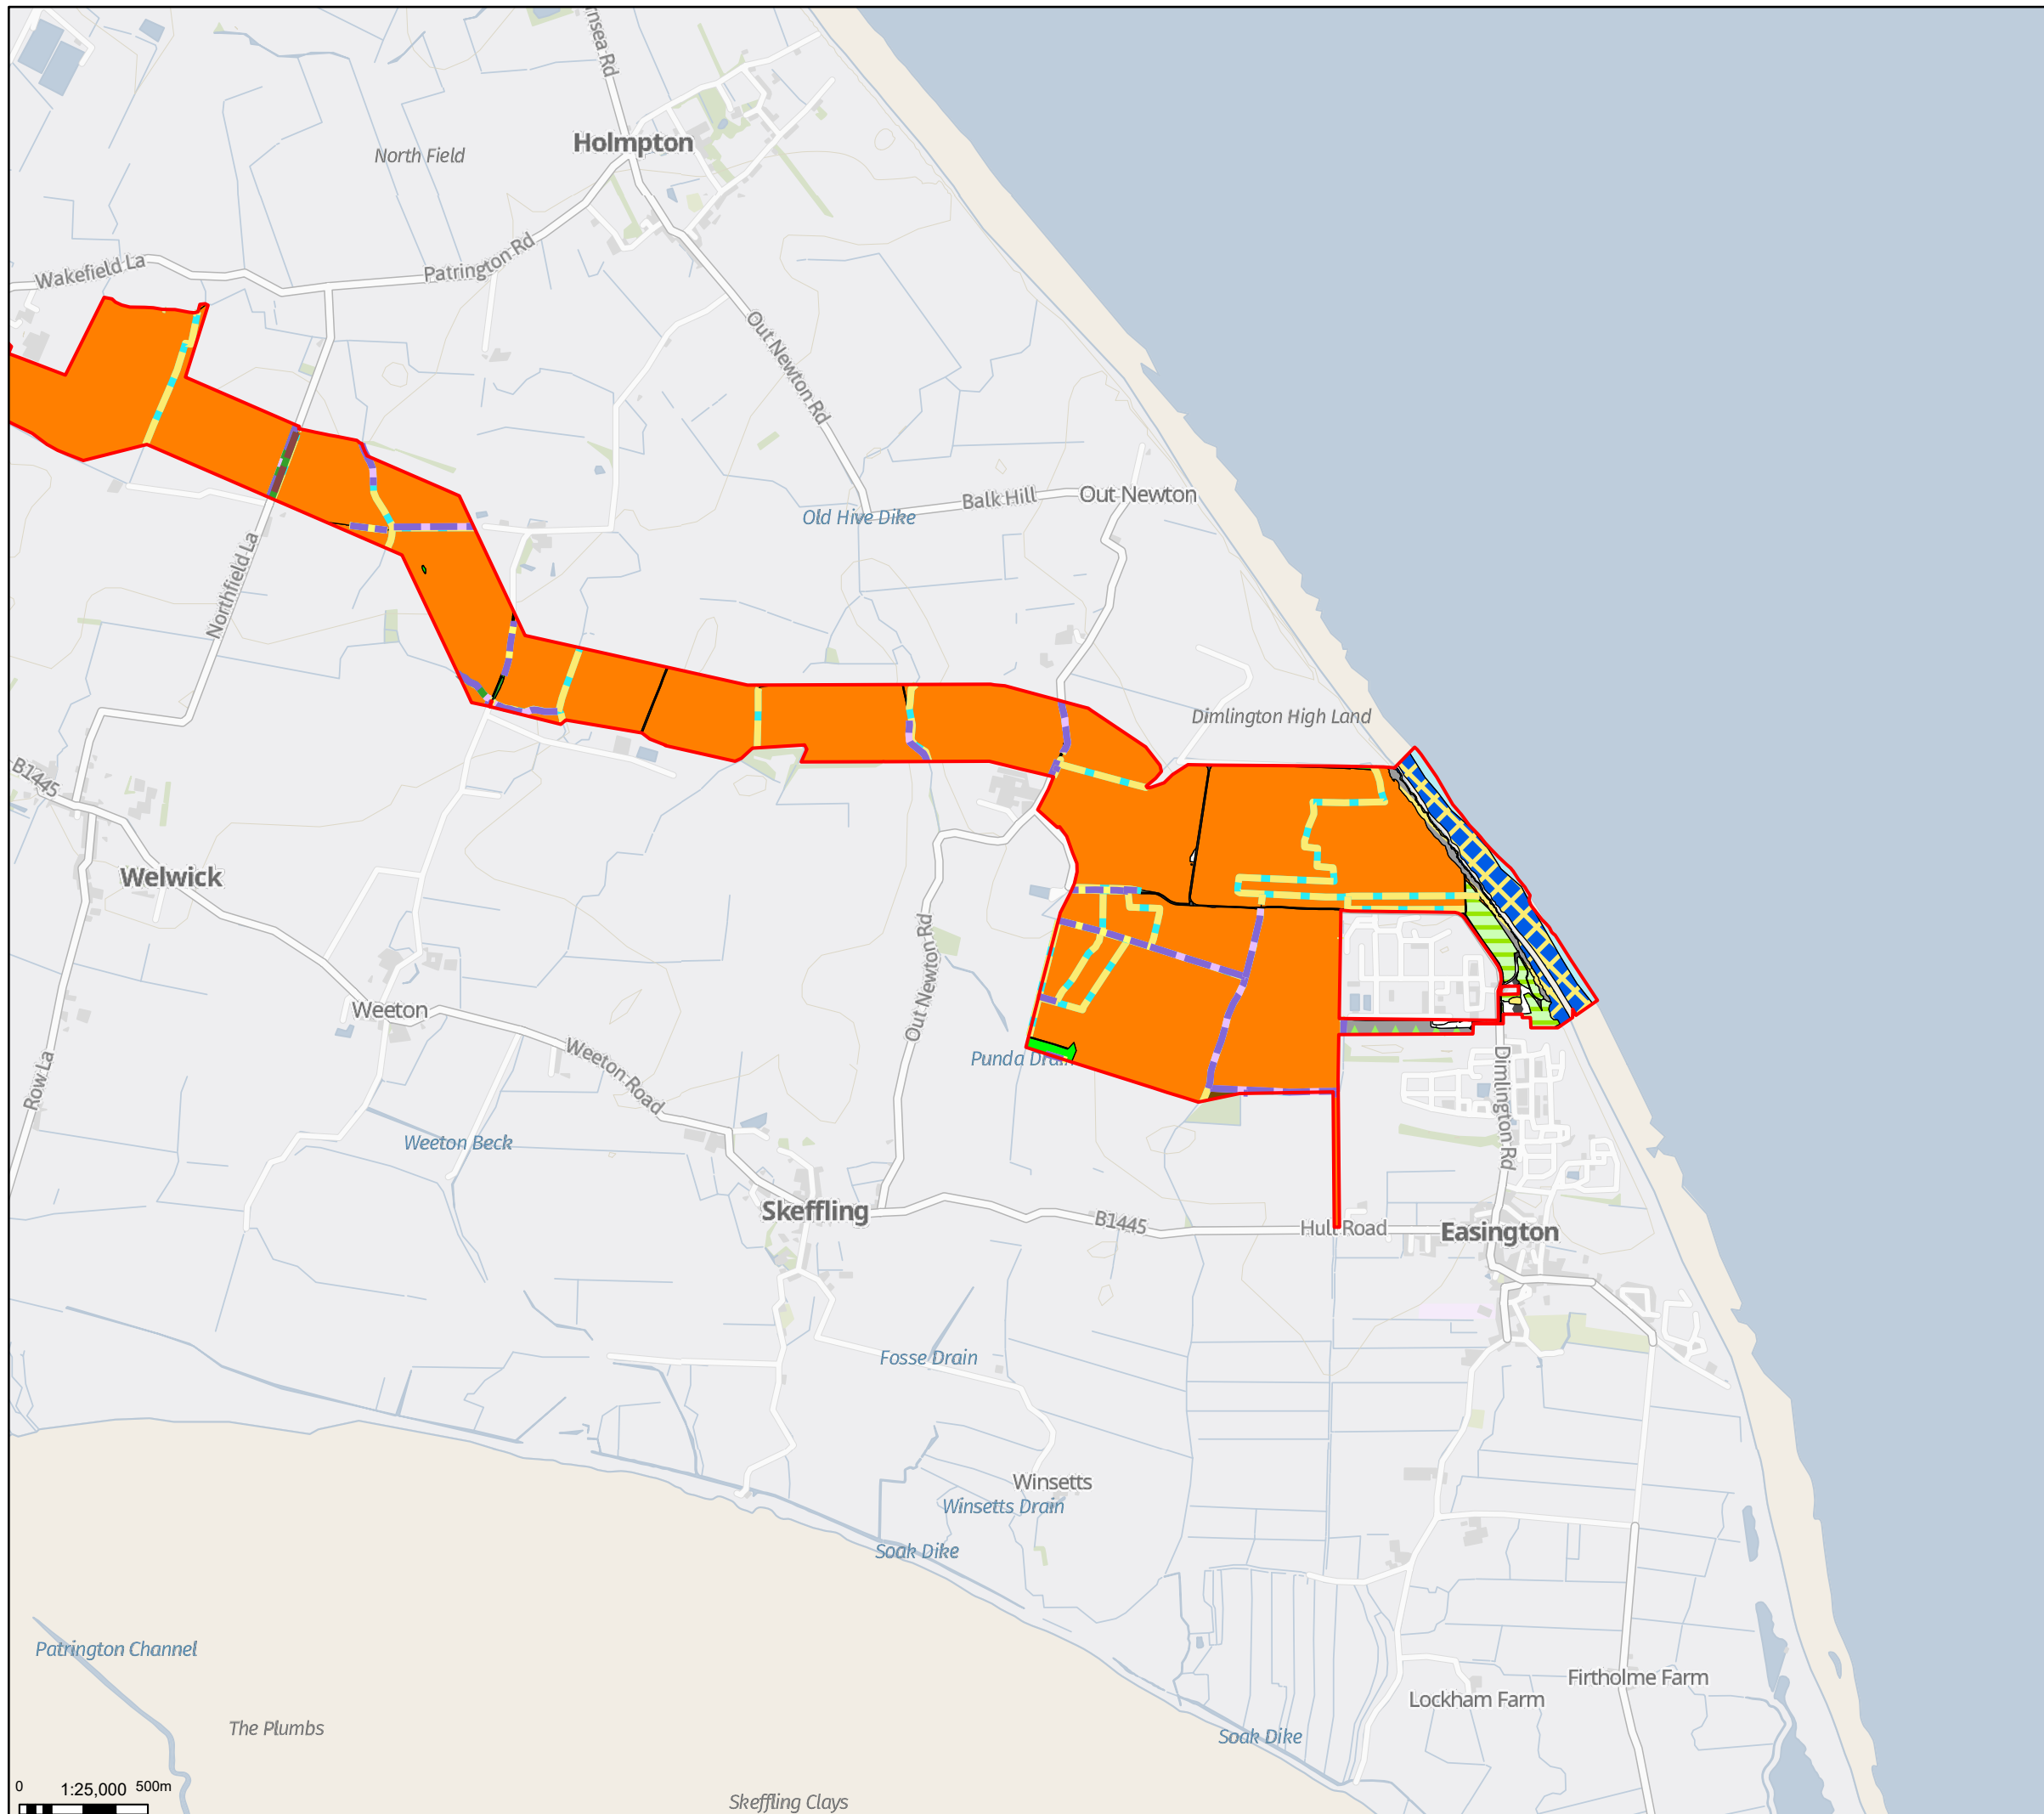 rnsea Rd
Holmpton
North Field
Patrington Rd
Wakefield La
Out Newton Rd
Balk Hill
Out Newton
Old Hive Dike
Northfield La
Dimlington High Land
B1445
Welwick
Out Newton Rd
Weeton
Weeton Road
Punda Drain
Row La
Dimlington Rd
Weeton Beck
Skeffling
B1445
Hull Road
Easington
Fosse Drain
Winsetts
Winsetts Drain
Soak Dike
Patrington Channel
Firtholme Farm
Lockham Farm
The Plumbs
Soak Dike
0 1:25,000 500m
Skeffling Clays